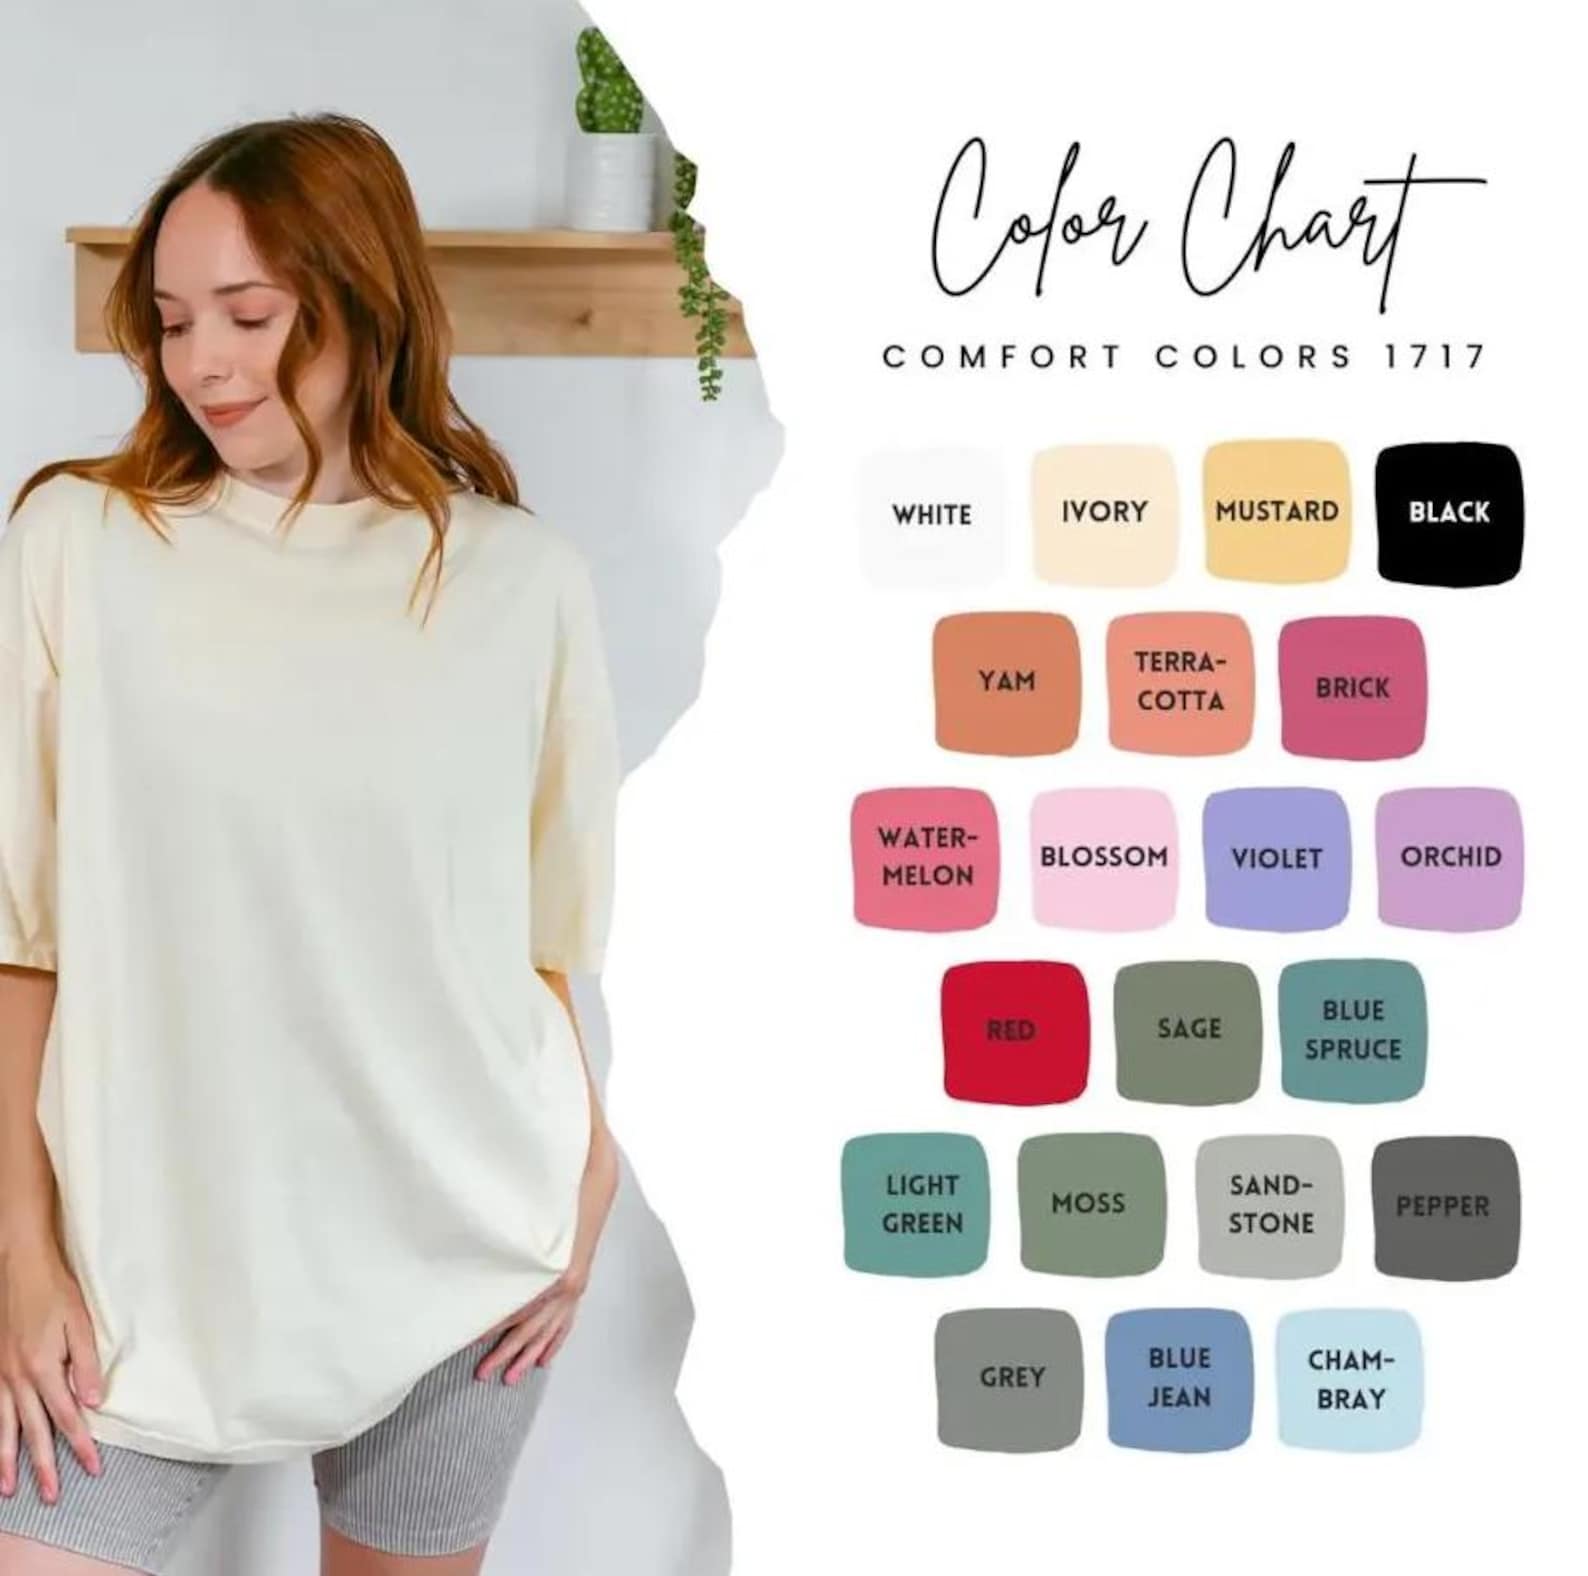 Color Chart
COMFORT COLORS 1717
WHITE
IVORY
MUSTARD
BLACK
YAM
TERRA-
COTTA
BRICK
WATER-
MELON
BLOSSOM
VIOLET
ORCHID
RED
SAGE
BLUE
SPRUCE
LIGHT
GREEN
MOSS
SAND-
STONE
PEPPER
GREY
BLUE
JEAN
CHAM-
BRAY